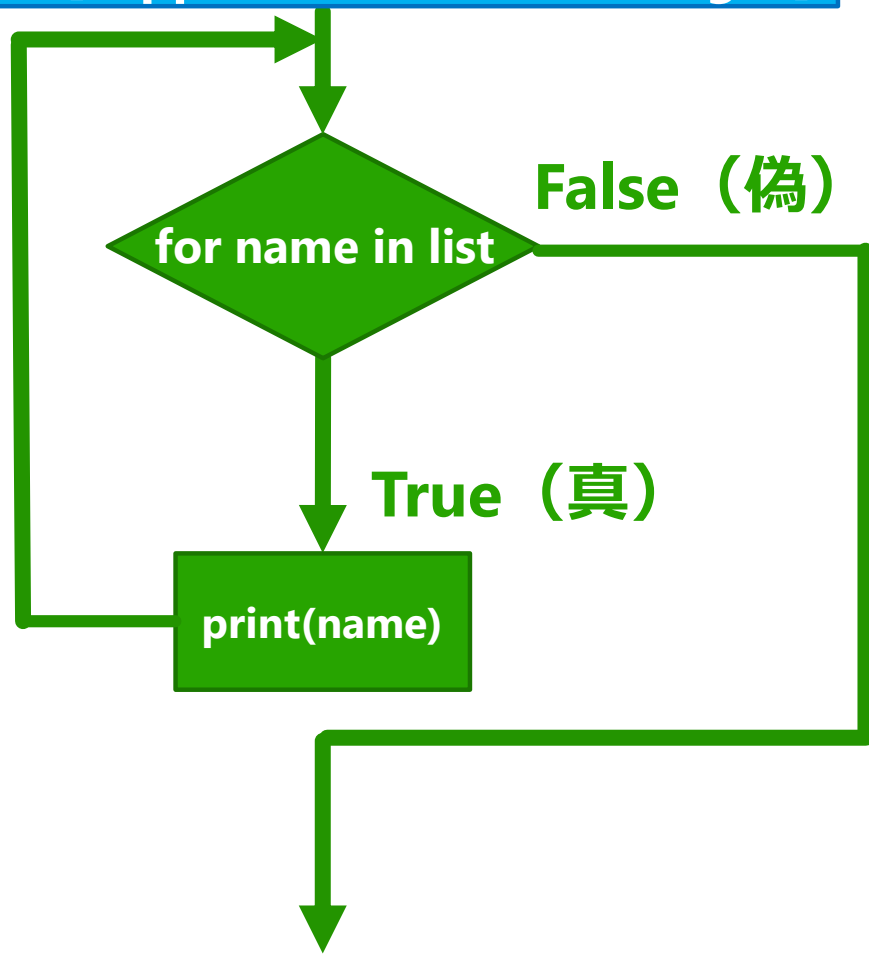 False（偽）
for name in list
True（真）
print(name)